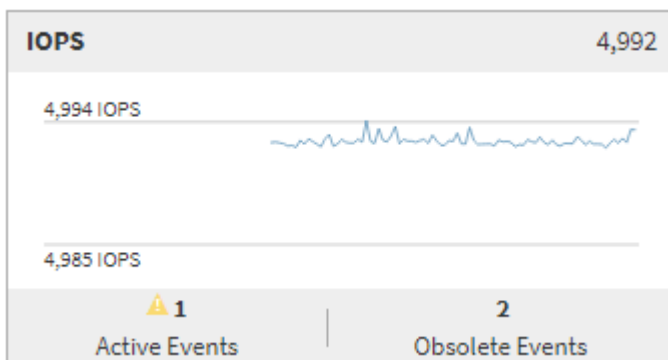 IOPS 4,992
4,994 IOPS
4,985 IOPS
1 2
Active Events Obsolete Events